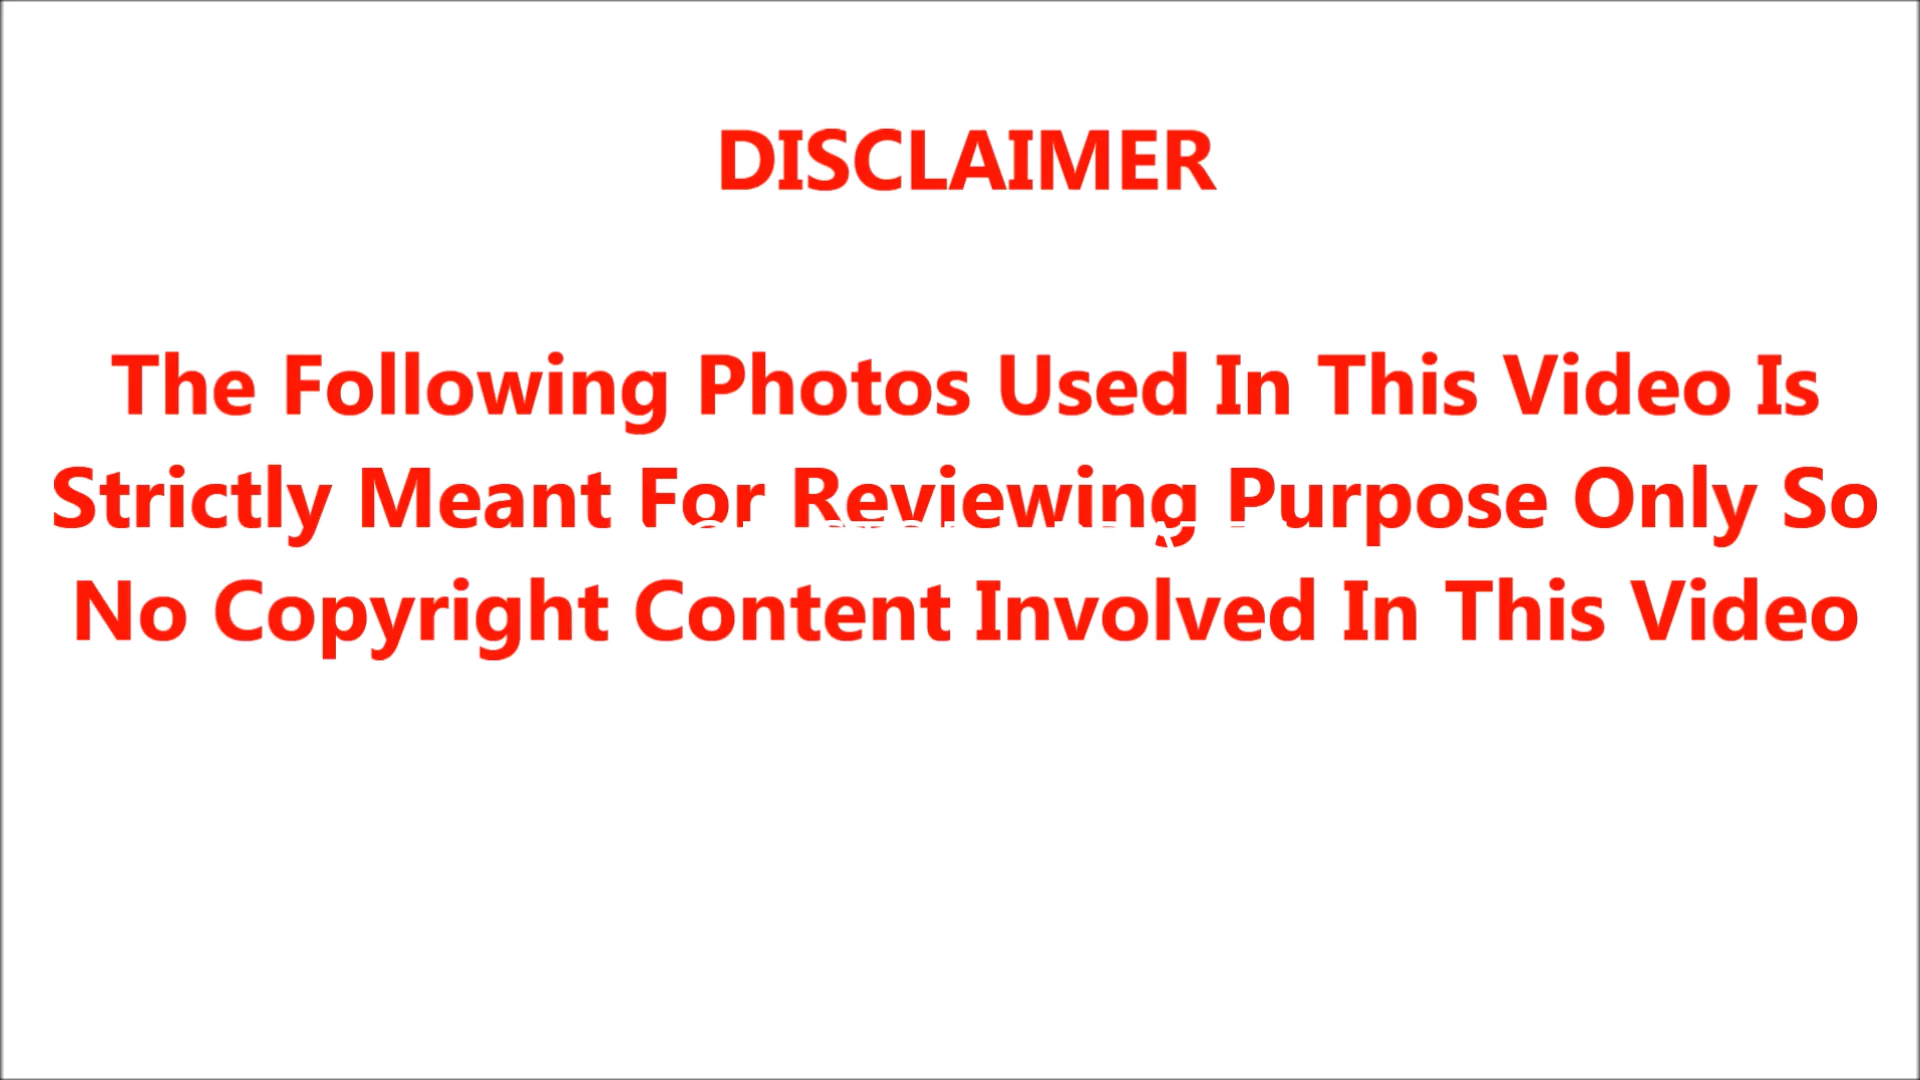 DISCLAIMER
The Following Photos Used In This Video Is
Strictly Meant For Reviewing Purpose Only So
No Copyright Content Involved In This Video